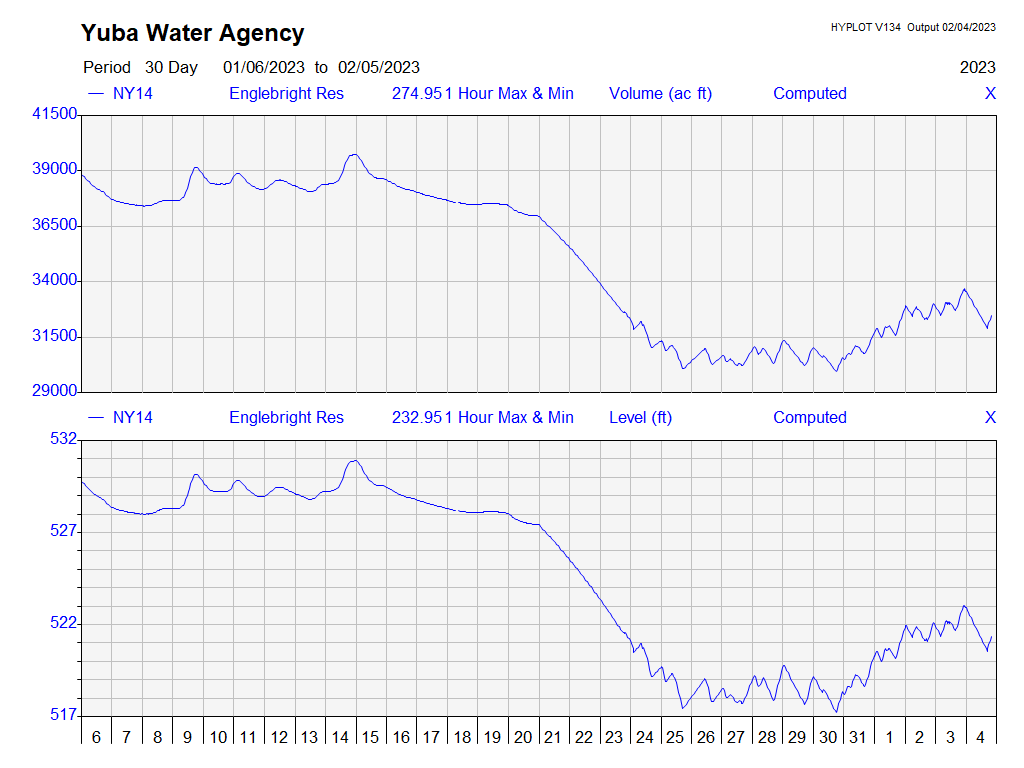 Yuba Water Agency
HYPLOT V134 Output 02/04/2023
Period 30 Day 01/06/2023 to 02/05/2023
2023
NY14 Englebright Res 274.951 Hour Max & Min Volume (ac ft) Computed X
41500
39000
36500
34000
31500
29000
NY14 Englebright Res 232.951 Hour Max & Min Level (ft) Computed X
532
527
522
517
6 7 8 9 10 11 12 13 14 15 16 17 18 19 20 21 22 23 24 25 26 27 28 29 30 31 1 2 3 4